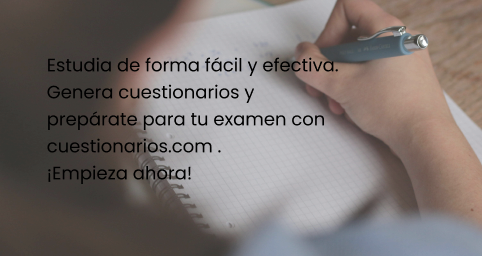 Estudia de forma fácil y efectiva.
Genera cuestionarios y
prepárate para tu examen con
cuestionarios.com .
¡Empieza ahora!